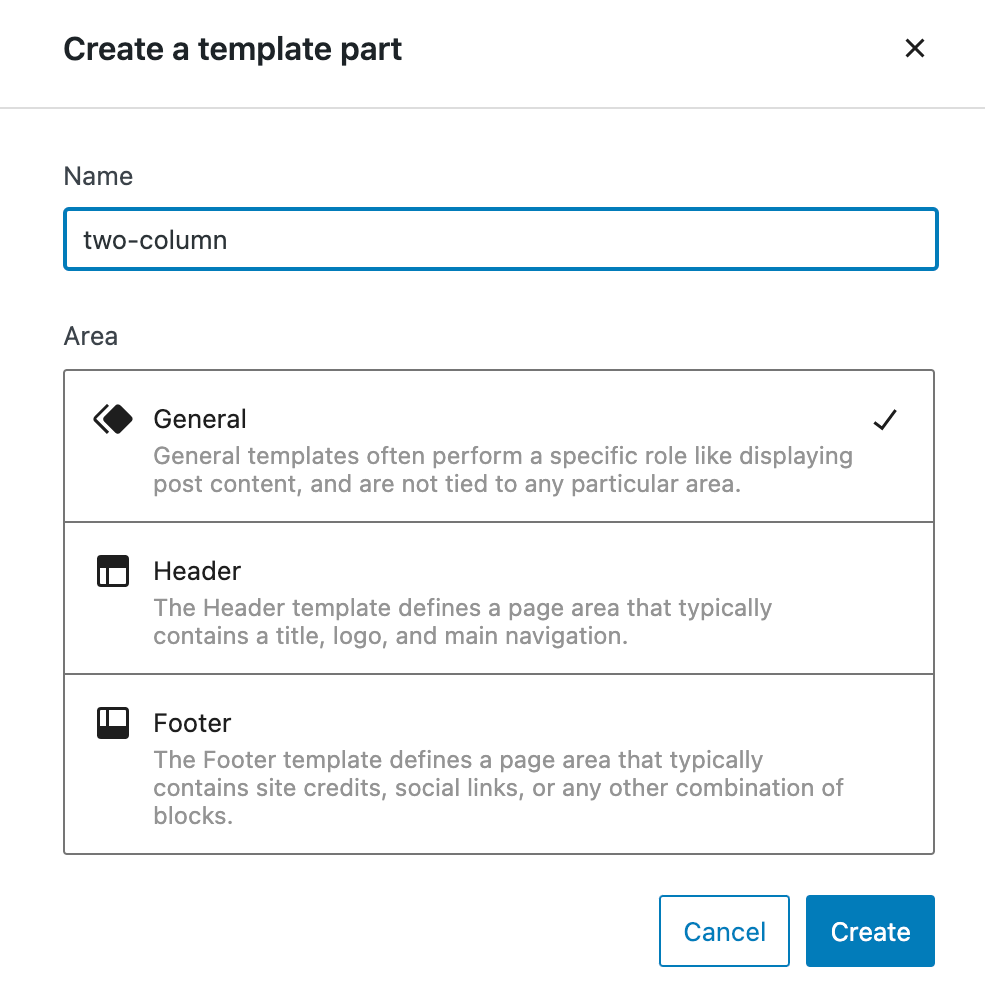 Create a template part
Name
two-column
Area
General
General templates often perform a specific role like displaying
post content, and are not tied to any particular area.
Header
The Header template defines a page area that typically
contains a title, logo, and main navigation.
Footer
The Footer template defines a page area that typically
contains site credits, social links, or any other combination of
blocks.
Cancel Create